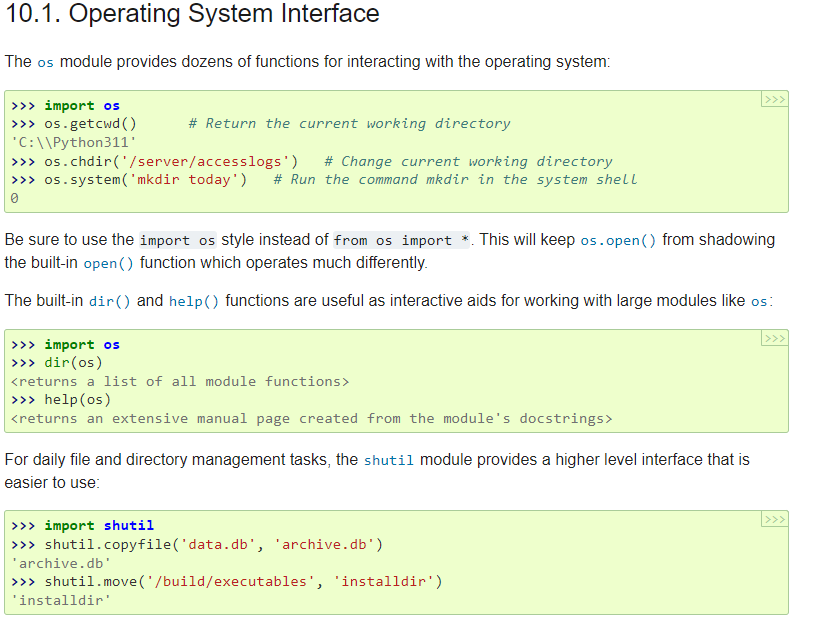 10.1. Operating System Interface
The os module provides dozens of functions for interacting with the operating system:
>>>
>>> import os
>>> os.getcwd()      # Return the current working directory
'C:\\Python311'
>>> os.chdir('/server/accesslogs')   # Change current working directory
>>> os.system('mkdir today')   # Run the command mkdir in the system shell
0
Be sure to use the import os style instead of from os import *. This will keep os.open() from shadowing
the built-in open() function which operates much differently.
The built-in dir() and help() functions are useful as interactive aids for working with large modules like os:
>>>
>>> import os
>>> dir(os)
<returns a list of all module functions>
>>> help(os)
<returns an extensive manual page created from the module's docstrings>
For daily file and directory management tasks, the shutil module provides a higher level interface that is
easier to use:
>>>
>>> import shutil
>>> shutil.copyfile('data.db', 'archive.db')
'archive.db'
>>> shutil.move('/build/executables', 'installdir')
'installdir'